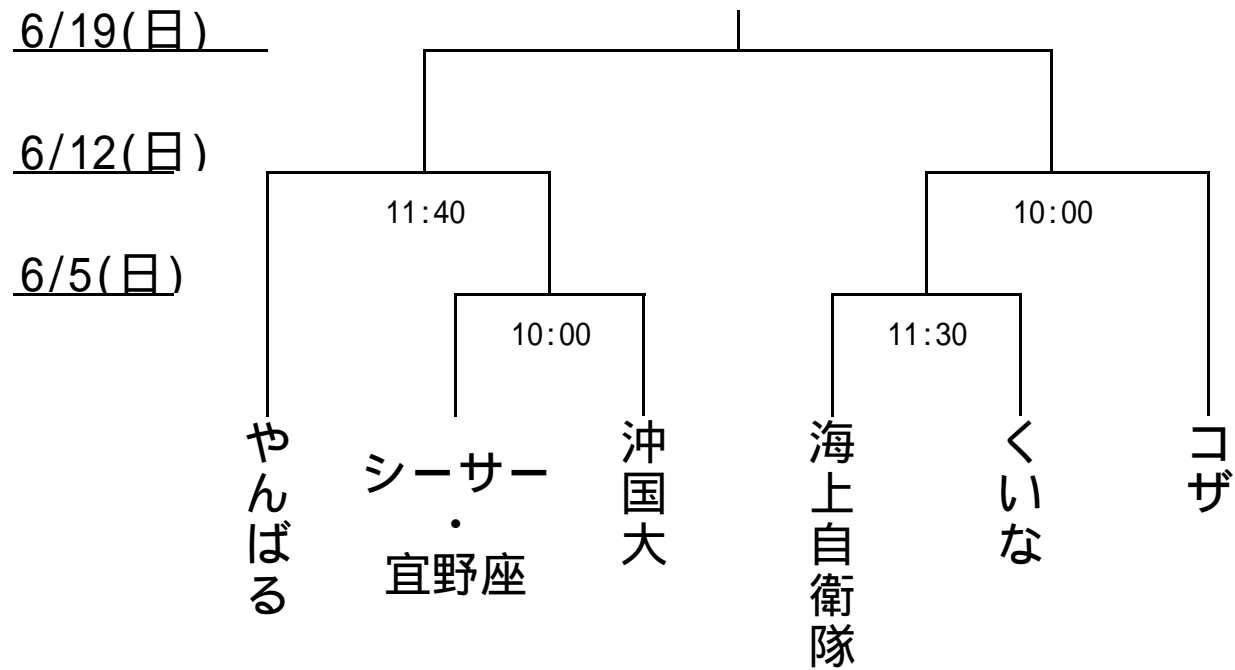 6/19(日)
6/12(日)
11:40
10:00
6/5(日)
10:00
11:30
やんばる
シーサー
・
宜野座
沖国大
海上自衛隊
くいな
コザ